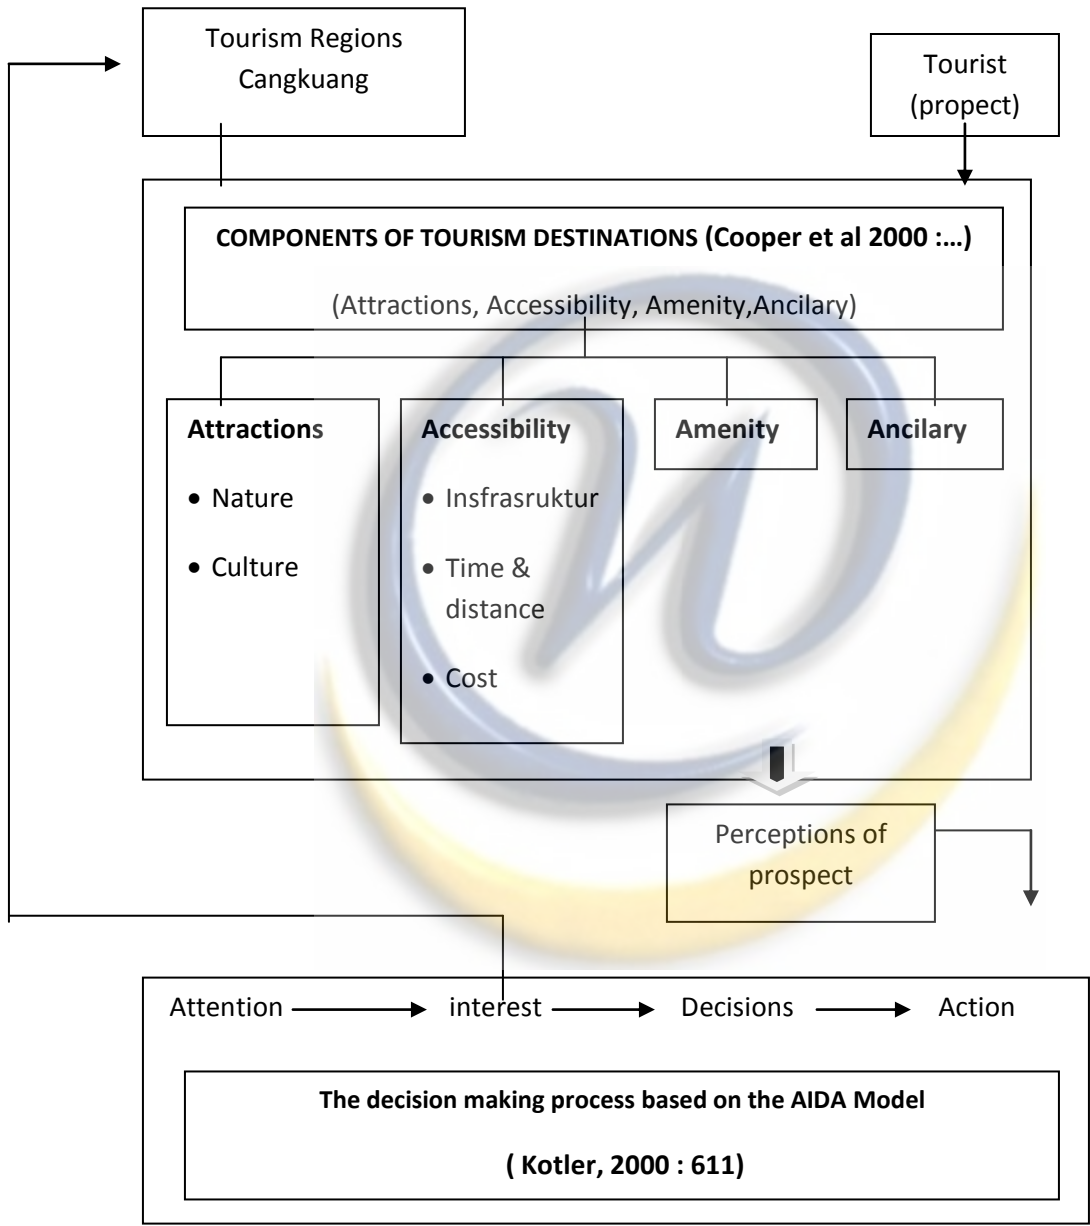 Tourism Regions
Cangkuang
Tourist
(propect)
COMPONENTS OF TOURISM DESTINATIONS (Cooper et al 2000 :...)
(Attractions, Accessibility, Amenity,Ancilary)
Attractions
• Nature
• Culture
Accessibility
• Insfrasruktur
• Time &
distance
• Cost
Amenity
Ancilary
Perceptions of
prospect
Attention interest Decisions Action
The decision making process based on the AIDA Model
( Kotler, 2000 : 611)